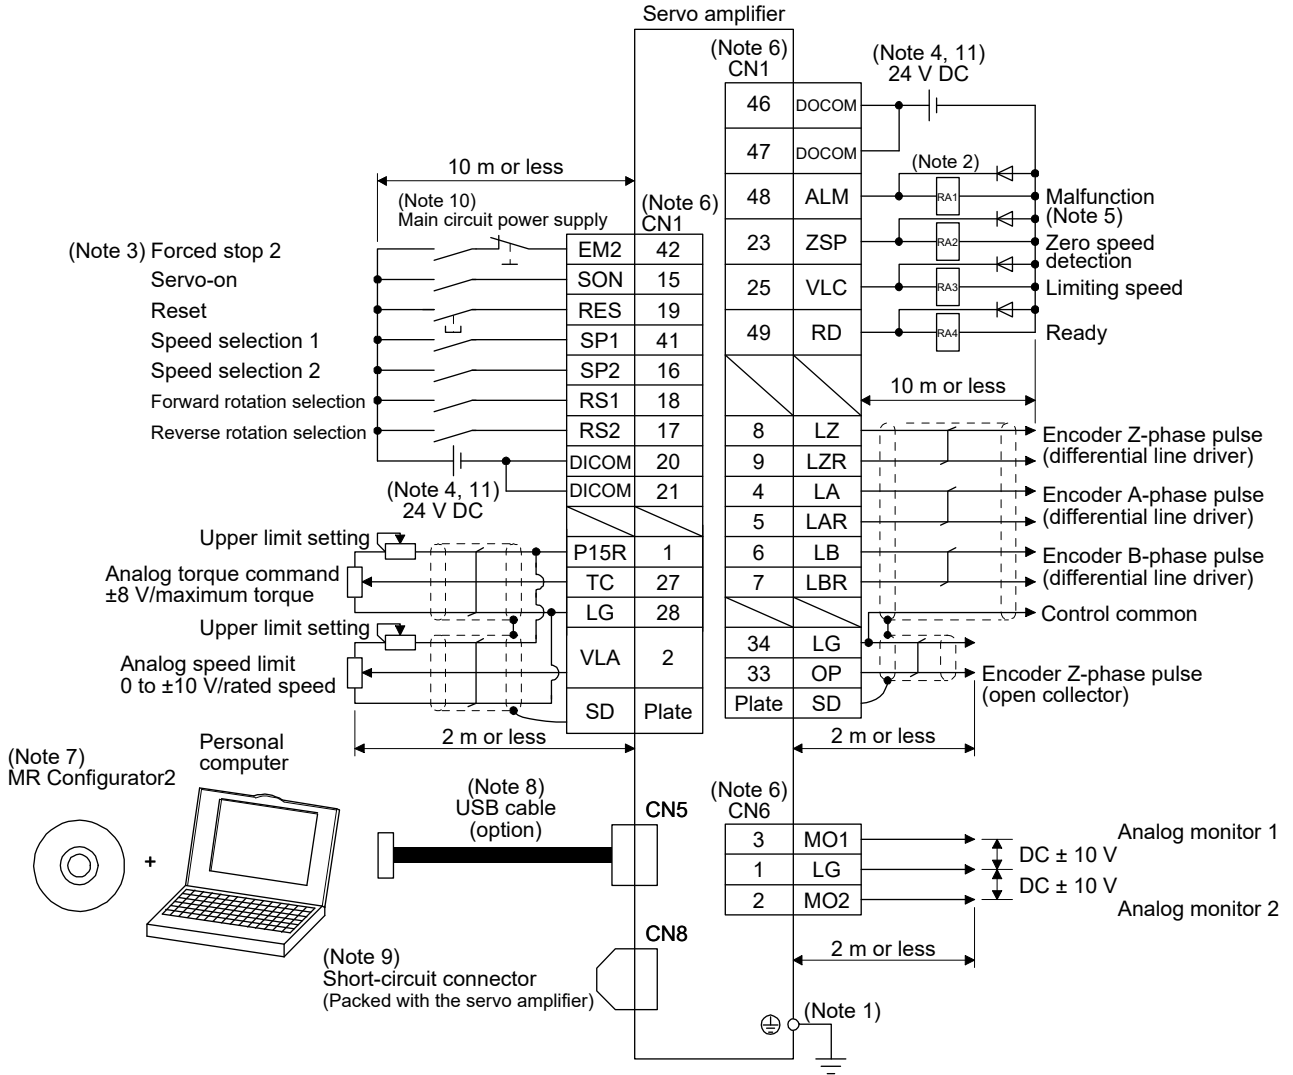 Servo amplifier
(Note 6)
CN1
(Note 4, 11)
24 V DC
46 DOCOM
47 DOCOM
(Note 2)
48 ALM RA1 Malfunction
(Note 5)
23 ZSP RA2 Zero speed
detection
25 VLC RA3 Limiting speed
49 RD RA4 Ready
10 m or less
8 LZ Encoder Z-phase pulse
9 LZR (differential line driver)
4 LA Encoder A-phase pulse
5 LAR (differential line driver)
6 LB Encoder B-phase pulse
7 LBR (differential line driver)
Control common
34 LG
33 OP Encoder Z-phase pulse
(open collector)
Plate SD
2 m or less
10 m or less
(Note 10)
Main circuit power supply
(Note 6)
CN1
(Note 3) Forced stop 2 EM2 42
Servo-on SON 15
Reset RES 19
Speed selection 1 SP1 41
Speed selection 2 SP2 16
Forward rotation selection RS1 18
Reverse rotation selection RS2 17
DICOM 20
(Note 4, 11)
24 V DC
DICOM 21
Upper limit setting
P15R 1
Analog torque command
±8 V/maximum torque
TC 27
LG 28
Upper limit setting
Analog speed limit
0 to ±10 V/rated speed
VLA 2
SD Plate
2 m or less
(Note 7)
MR Configurator2
+
Personal
computer
(Note 8)
USB cable
(option)
CN5
(Note 9)
Short-circuit connector
(Packed with the servo amplifier)
CN8
(Note 6)
CN6
3 MO1 Analog monitor 1
DC ± 10 V
1 LG
DC ± 10 V
2 MO2 Analog monitor 2
2 m or less
(Note 1)